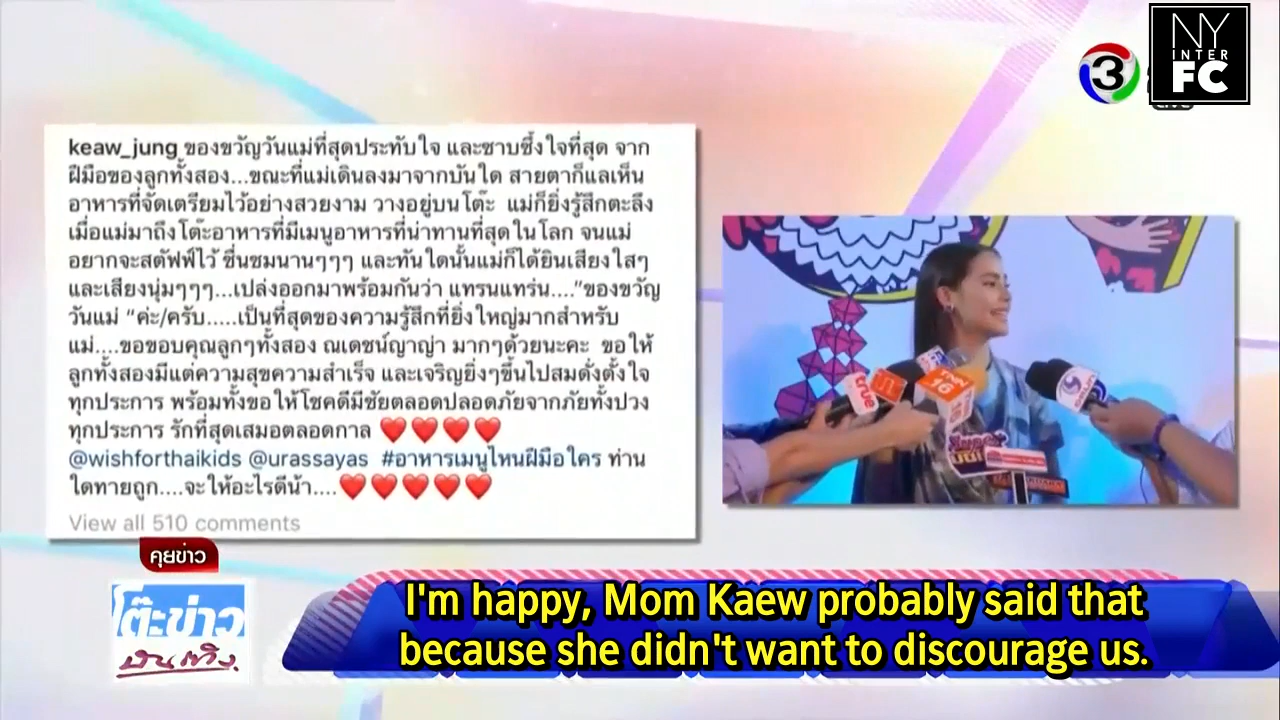 NY
INTER
FC
3
Live
keaw_jung ของขวัญวันแม่ที่สุดประทับใจ และซาบซึ้งใจที่สุด จาก
ฝีมือของลูกทั้งสอง...ขณะที่แม่เดินลงมาจากบันใด สายตาก็แลเห็น
อาหารที่จัดเตรียมไว้อย่างสวยงาม วางอยู่บนโต๊ะ แม่ก็ยิ่งรู้สึกตะลึง
เมื่อแม่มาถึงโต๊ะอาหารที่มีเมนูอาหารที่น่าทานที่สุดในโลก จนแม่
อยากจะสตัฟฟ์ไว้ ชื่นชมนานๆๆๆ และทันใดนั้นแม่ก็ได้ยินเสียงใสๆ
และเสียงนุ่มๆๆๆ...เปล่งออกมาพร้อมกันว่า แทรนแทร่น...."ของขวัญ
วันแม่ "ค่ะ/ครับ.....เป็นที่สุดของความรู้สึกที่ยิ่งใหญ่มากสำหรับ
แม่....ขอขอบคุณลูกๆทั้งสอง ณเดชน์ญาญ่า มากๆด้วยนะคะ ขอให้
ลูกทั้งสองมีแต่ความสุขความสำเร็จ และเจริญยิ่งๆขึ้นไปสมดั่งตั้งใจ
ทุกประการ พร้อมทั้งขอให้โชคดีมีชัยตลอดปลอดภัยจากภัยทั้งปวง
ทุกประการ รักที่สุดเสมอตลอดกาล ❤️❤️❤️❤️
@wishforthaikids @urassayas #อาหารเมนูไหนฝีมือใคร ท่าน
ใดทายถูก....จะให้อะไรดีน้า....❤️❤️❤️❤️❤️
View all 510 comments
true
TNN
16
คุยข่าว
โต๊ะข่าว
บันเทิง
I'm happy, Mom Kaew probably said that
because she didn't want to discourage us.